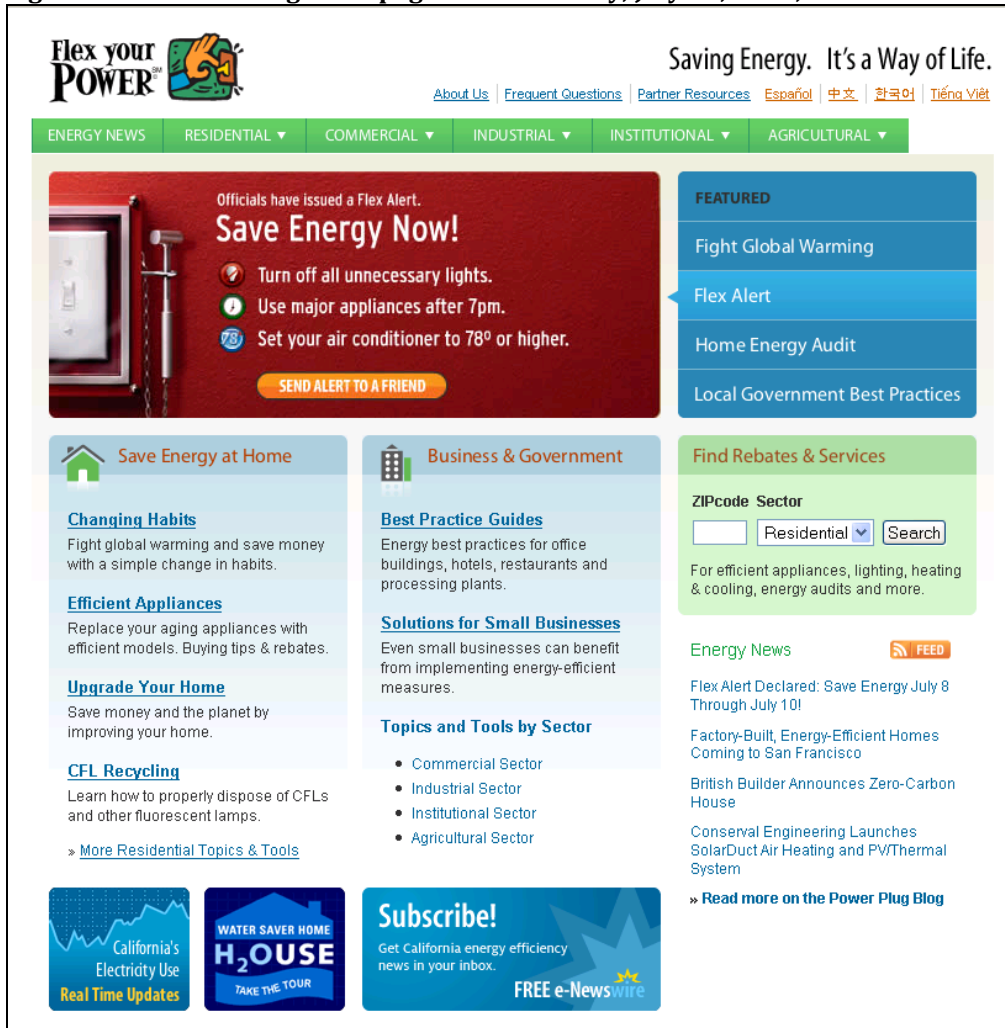 Flex your
POWER
SM
Saving Energy. It's a Way of Life.
About Us | Frequent Questions | Partner Resources Español | 中文 | 한국어 | Tiếng Việt
ENERGY NEWS RESIDENTIAL ▼ COMMERCIAL ▼ INDUSTRIAL ▼ INSTITUTIONAL ▼ AGRICULTURAL ▼
Officials have issued a Flex Alert.
Save Energy Now!
Turn off all unnecessary lights.
Use major appliances after 7pm.
78 Set your air conditioner to 78º or higher.
SEND ALERT TO A FRIEND
FEATURED
Fight Global Warming
Flex Alert
Home Energy Audit
Local Government Best Practices
Save Energy at Home
Changing Habits
Fight global warming and save money
with a simple change in habits.
Efficient Appliances
Replace your aging appliances with
efficient models. Buying tips & rebates.
Upgrade Your Home
Save money and the planet by
improving your home.
CFL Recycling
Learn how to properly dispose of CFLs
and other fluorescent lamps.
» More Residential Topics & Tools
Business & Government
Best Practice Guides
Energy best practices for office
buildings, hotels, restaurants and
processing plants.
Solutions for Small Businesses
Even small businesses can benefit
from implementing energy-efficient
measures.
Topics and Tools by Sector
• Commercial Sector
• Industrial Sector
• Institutional Sector
• Agricultural Sector
Find Rebates & Services
ZIPcode Sector
Residential Search
For efficient appliances, lighting, heating
& cooling, energy audits and more.
Energy News FEED
Flex Alert Declared: Save Energy July 8
Through July 10!
Factory-Built, Energy-Efficient Homes
Coming to San Francisco
British Builder Announces Zero-Carbon
House
Conserval Engineering Launches
SolarDuct Air Heating and PV/Thermal
System
» Read more on the Power Plug Blog
California's
Electricity Use
Real Time Updates
WATER SAVER HOME
H2OUSE
TAKE THE TOUR
Subscribe!
Get California energy efficiency
news in your inbox.
FREE e-Newswire